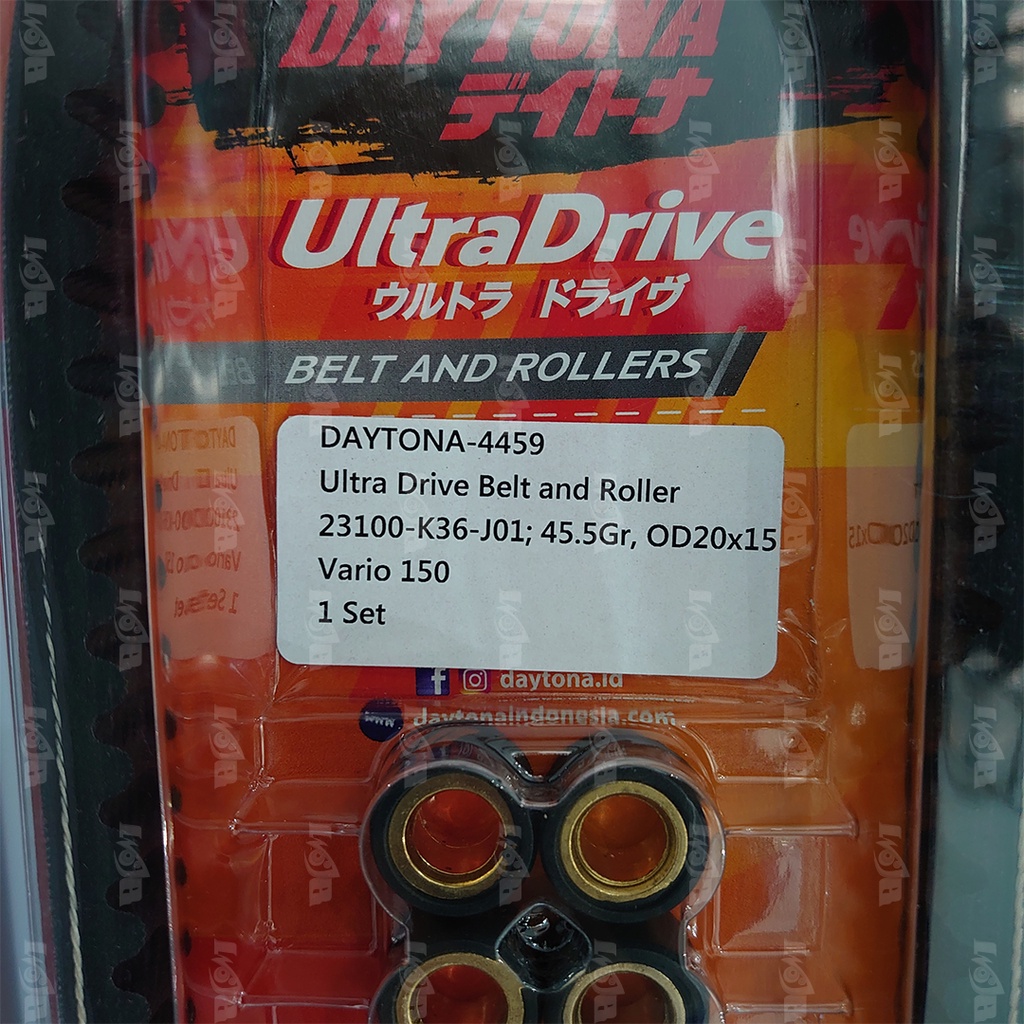 DAYTONA
デイトナ
UltraDrive
ウルトラ ドライヴ
BELT AND ROLLERS
DAYTONA-4459
Ultra Drive Belt and Roller
23100-K36-J01; 45.5Gr, OD20x15
Vario 150
1 Set
daytona.id
daytonaindonesia.com